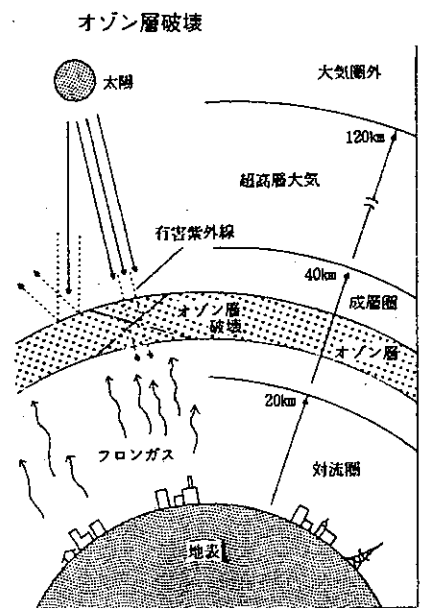 オゾン層破壊
太陽
大気圏外
120km
超高層大気
有害紫外線
40km
成層圏
オゾン層
破壊
オゾン層
20km
フロンガス
対流圏
地表